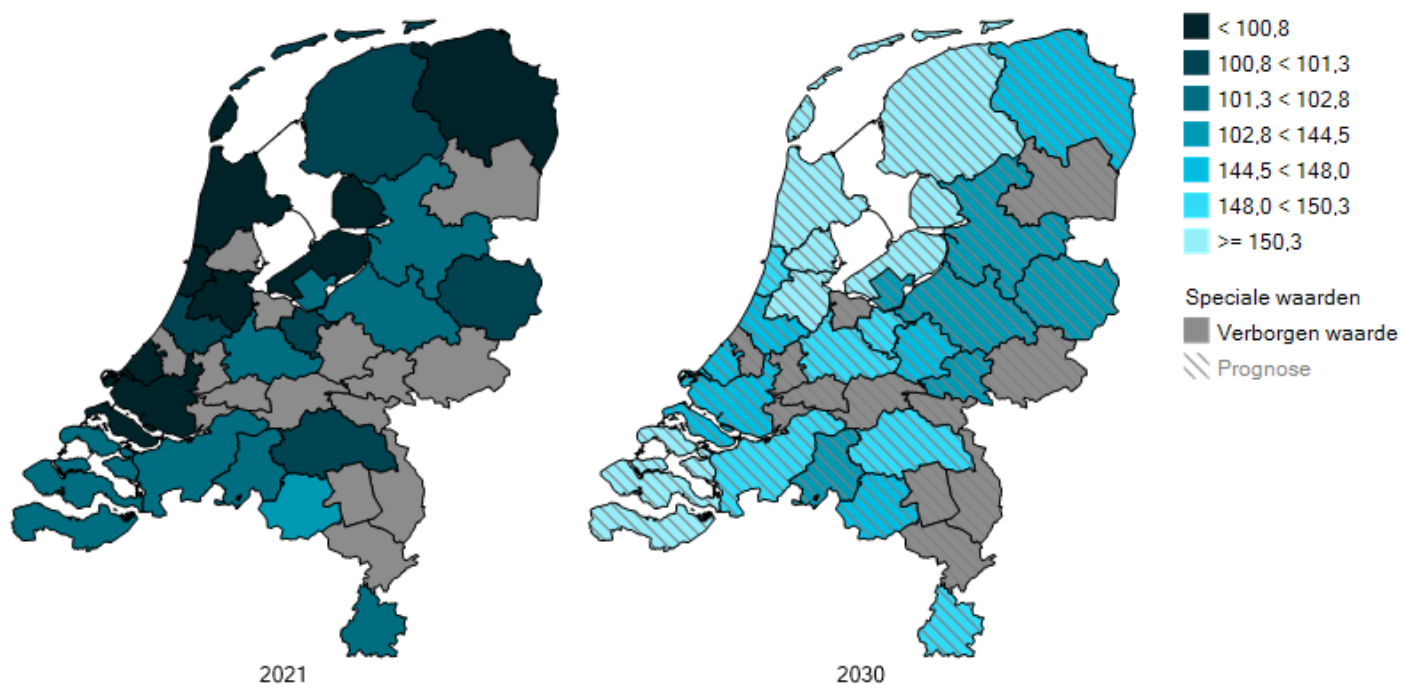 < 100,8
100,8 < 101,3
101,3 < 102,8
102,8 < 144,5
144,5 < 148,0
148,0 < 150,3
>= 150,3
Speciale waarden
Verborgen waarde
Prognose
2021
2030